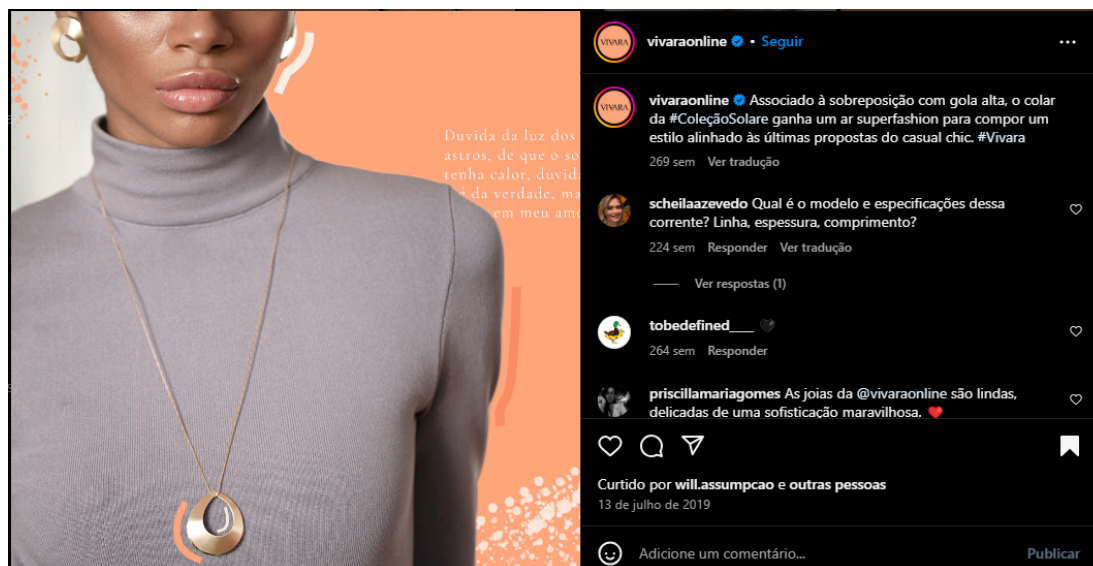 Duvida da luz dos
astros, de que o so
tenha calor, duvid
da verdade, ma
em meu am
VIVARA
vivaraonline • Seguir
VIVARA
vivaraonline Associado à sobreposição com gola alta, o colar
da #ColeçãoSolare ganha um ar superfashion para compor um
estilo alinhado às últimas propostas do casual chic. #Vivara
269 sem Ver tradução
scheilaazevedo Qual é o modelo e especificações dessa
corrente? Linha, espessura, comprimento?
224 sem Responder Ver tradução
Ver respostas (1)
tobedefined___ 🖤
264 sem Responder
priscillamariagomes As joias da @vivaraonline são lindas,
delicadas de uma sofisticação maravilhosa. ❤️
Curtido por will.assumpcao e outras pessoas
13 de julho de 2019
Adicione um comentário...
Publicar